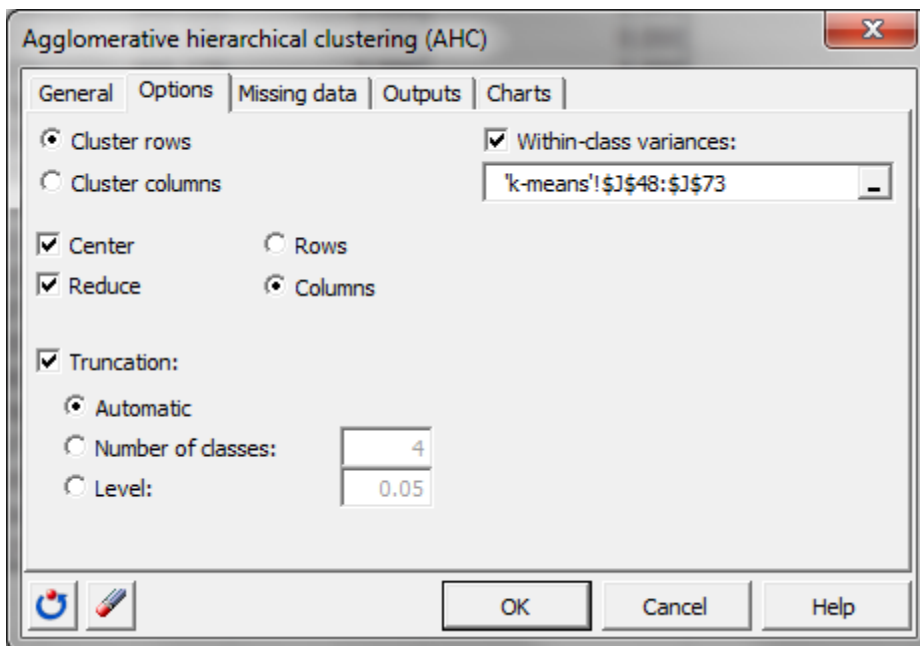 Agglomerative hierarchical clustering (AHC)
General Options Missing data Outputs Charts
Cluster rows
Within-class variances:
Cluster columns
'k-means'!$J$48:$J$73
Center
Rows
Reduce
Columns
Truncation:
Automatic
Number of classes:
4
Level:
0.05
OK
Cancel
Help